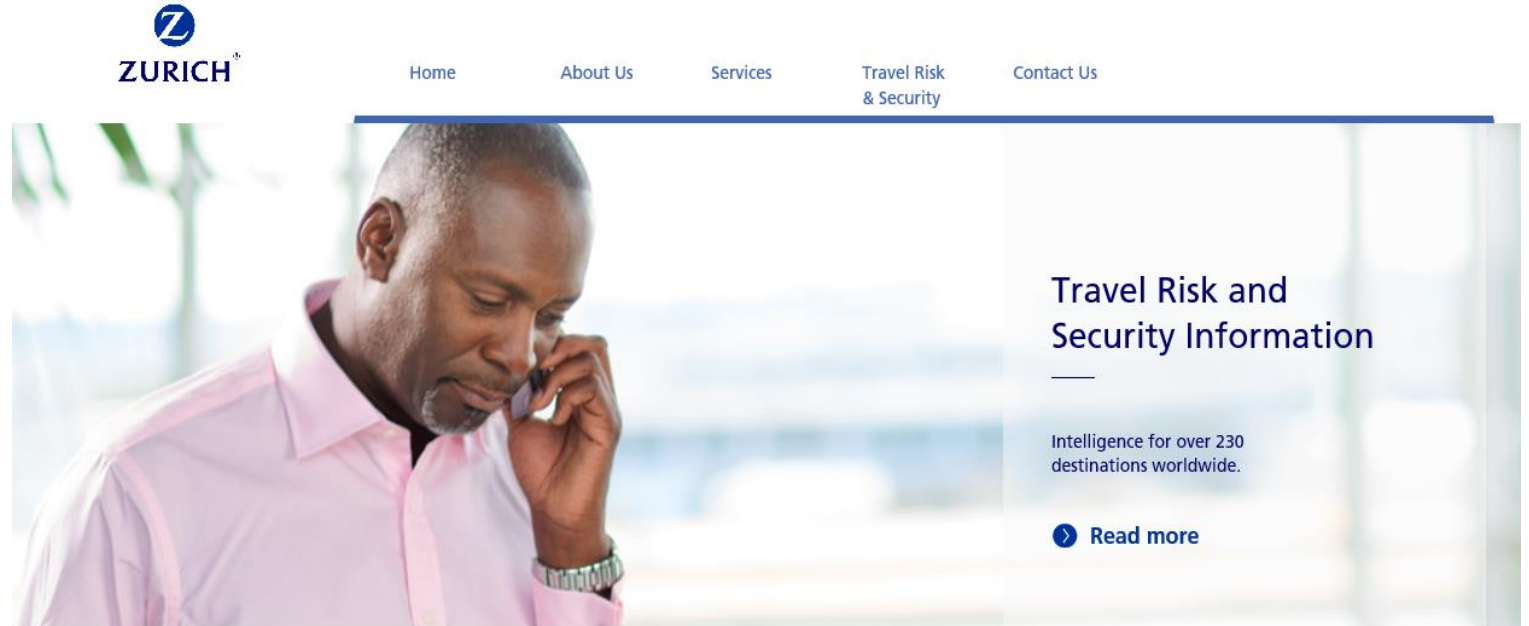 Z
ZURICH®
Home
About Us
Services
Travel Risk
& Security
Contact Us
Travel Risk and
Security Information
Intelligence for over 230
destinations worldwide.
Read more